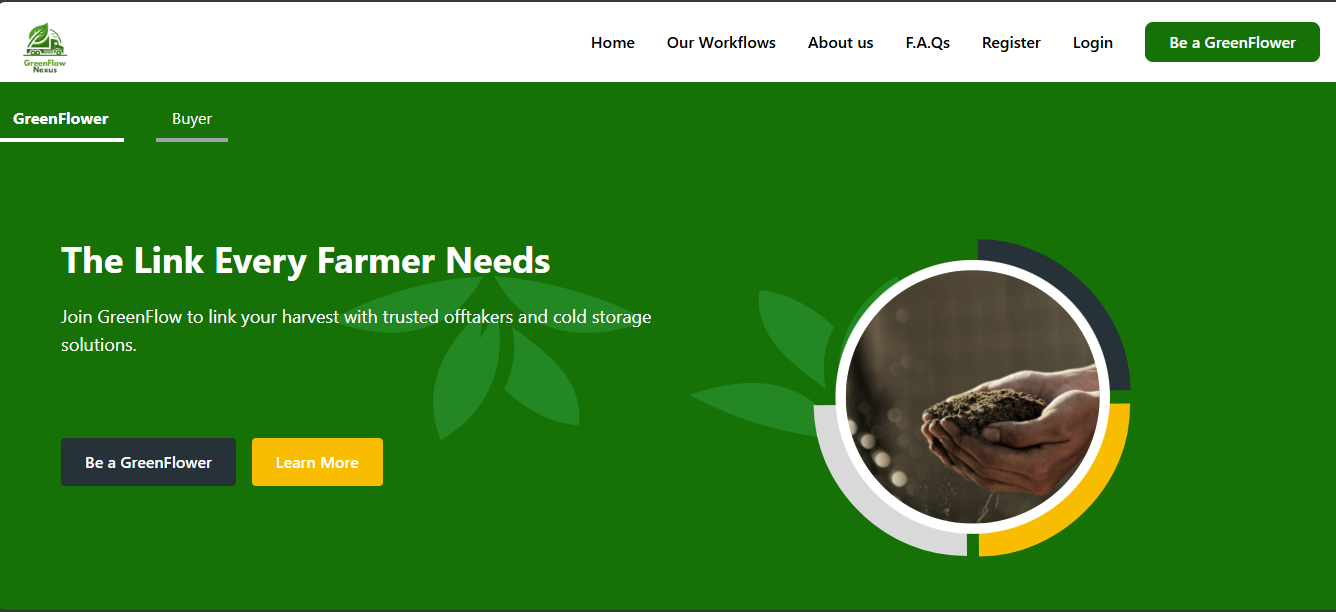 GreenFlow
Nexus
Home
Our Workflows
About us
F.A.Qs
Register
Login
Be a GreenFlower
GreenFlower
Buyer
The Link Every Farmer Needs
Join GreenFlow to link your harvest with trusted offtakers and cold storage
solutions.
Be a GreenFlower
Learn More